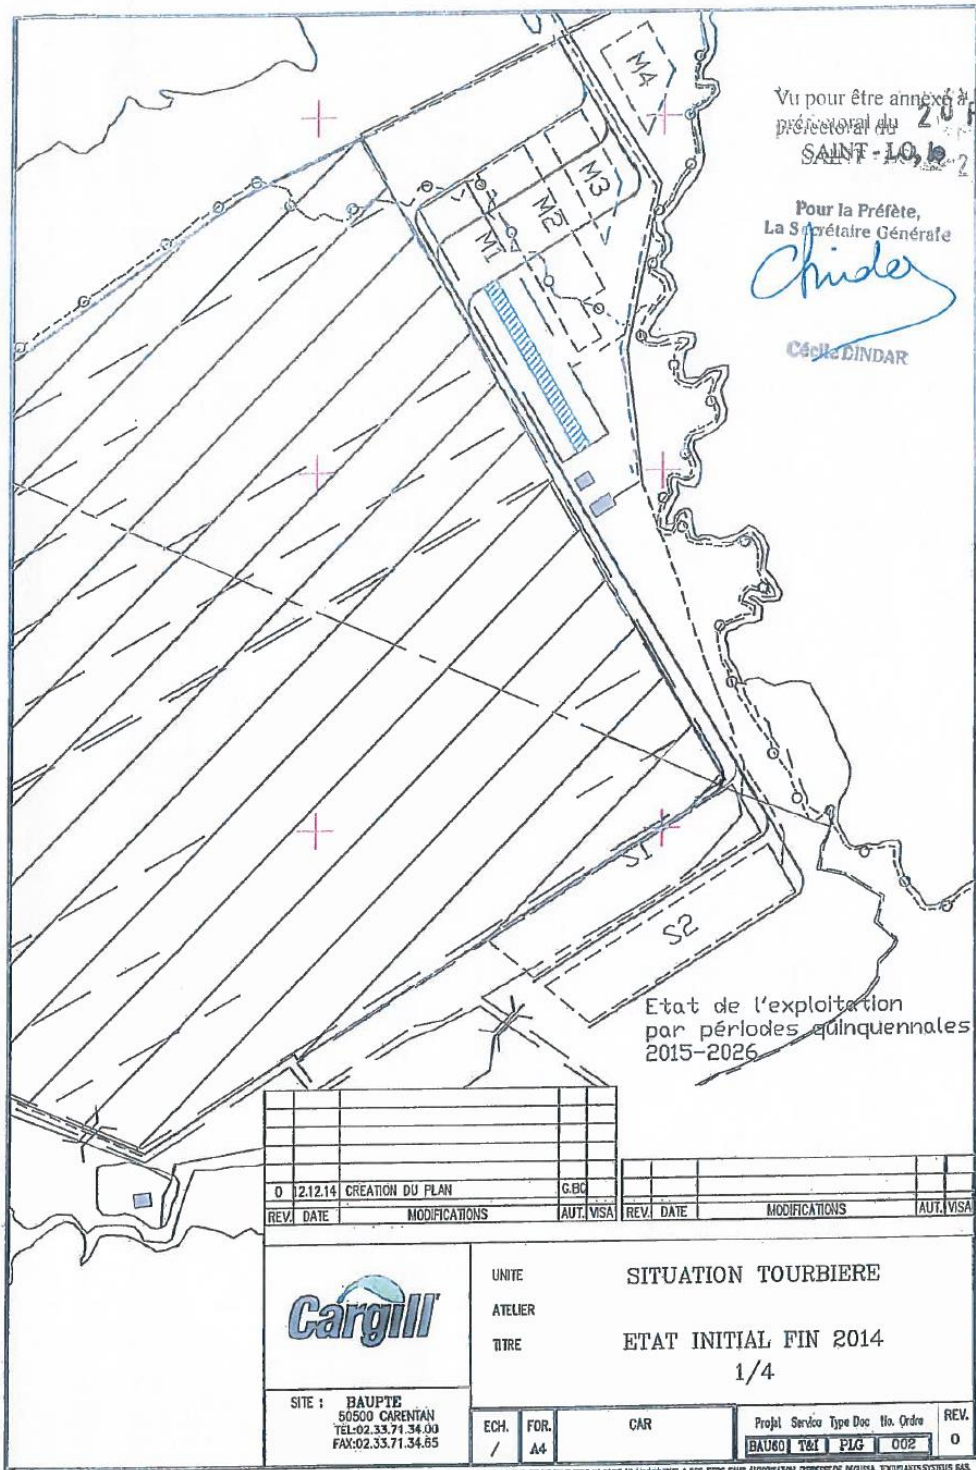 M4
Vu pour être annexé à
préfectoral du 20
SAINT-LO, le 2
Pour la Préfète,
La Secrétaire Générale
Cécile DINDAR
M3
M2
M1
S1
S2
Etat de l'exploitation
par périodes quinquennales
2015-2026
0 12.12.14 CREATION DU PLAN G.BC
REV. DATE MODIFICATIONS AUT. VISA
REV. DATE MODIFICATIONS AUT. VISA
Cargill
UNITE SITUATION TOURBIERE
ATELIER
TITRE ETAT INITIAL FIN 2014
1/4
SITE : BAUPTE
50500 CARENTAN
TEL:02.33.71.34.00
FAX:02.33.71.34.65
ECH. / FOR. A4 CAR
Projet Service Type Doc No. Ordre REV.
BAU60 T&I PLG 002 0